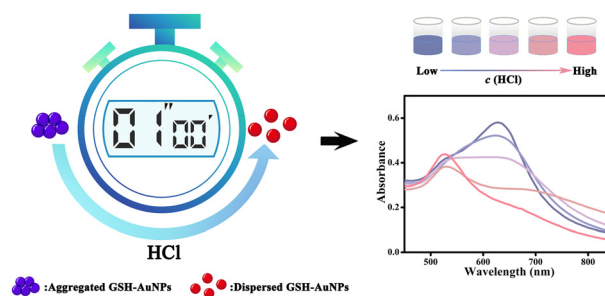 01"00'
HCl
:Aggregated GSH-AuNPs
:Dispersed GSH-AuNPs
Low
c (HCl)
High
Absorbance
0.6
0.4
0.2
0.0
500
600
700
800
Wavelength (nm)